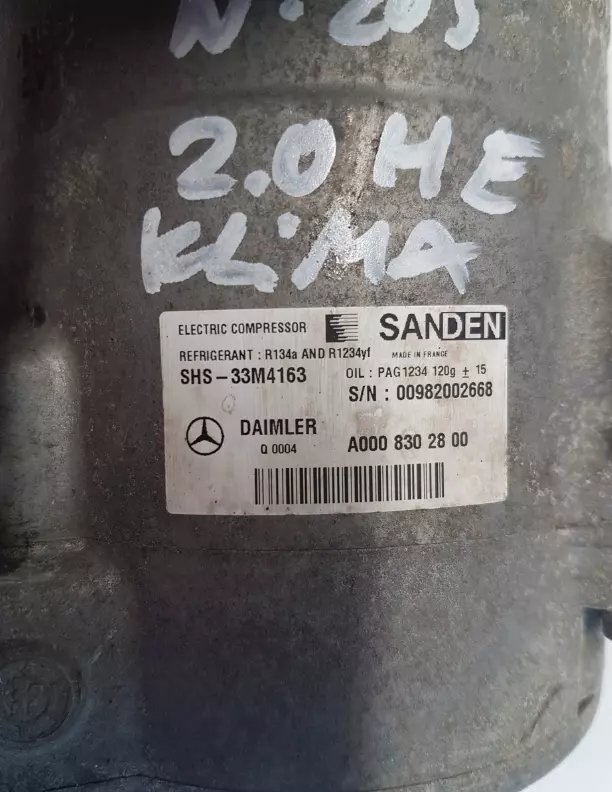 N:205
2.0 HE
KLiMA
ELECTRIC COMPRESSOR SANDEN
REFRIGERANT : R134a AND R1234yf MADE IN FRANCE
SHS-33M4163 OIL : PAG1234 120g ± 15
S/N : 00982002668
DAIMLER A000 830 28 00
Q 0004